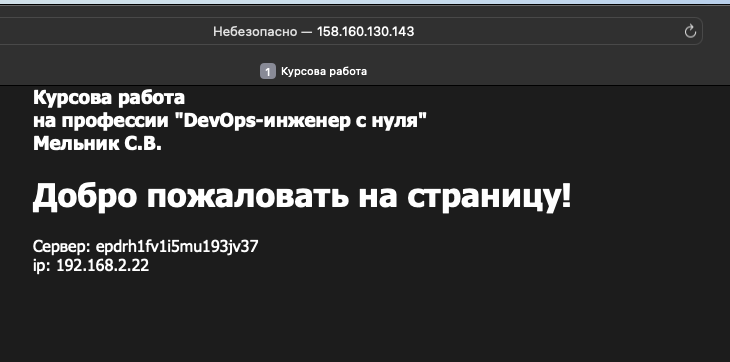 Небезопасно — 158.160.130.143
1 Курсова работа
Курсова работа
на профессии "DevOps-инженер с нуля"
Мельник С.В.
Добро пожаловать на страницу!
Сервер: epdrh1fv1i5mu193jv37
ip: 192.168.2.22